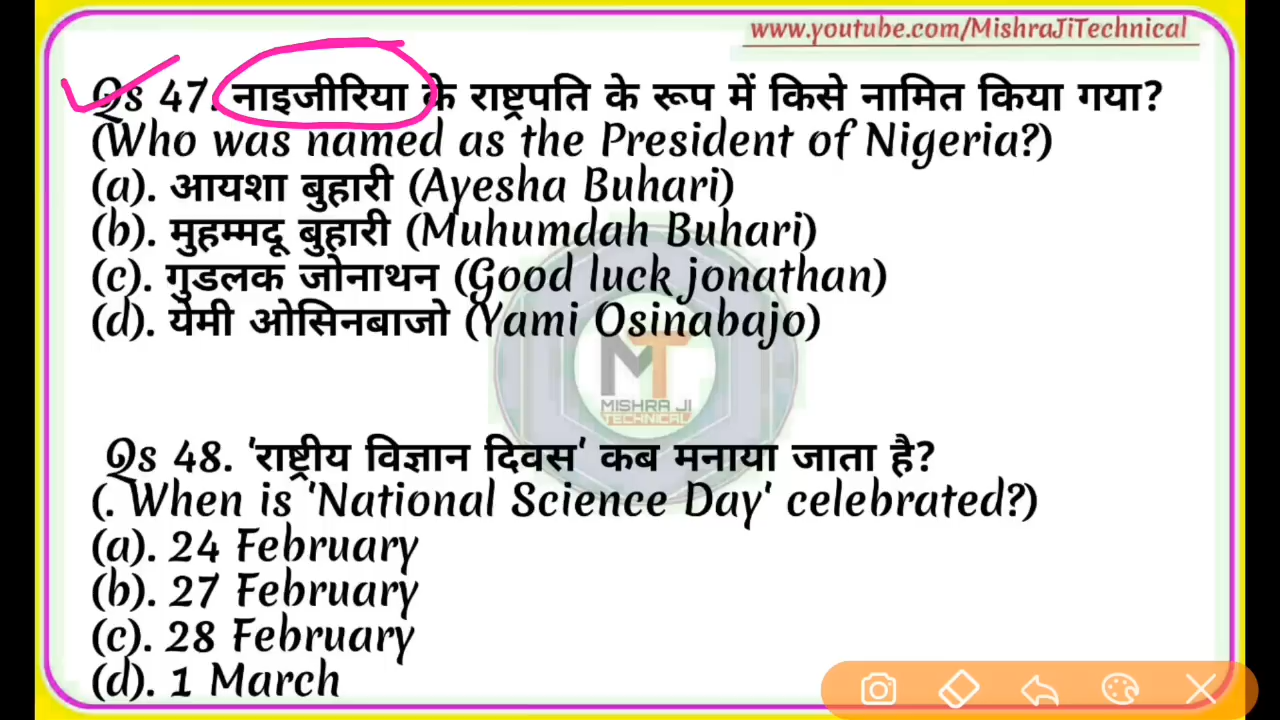 www.youtube.com/MishraJiTechnical
Qs 47. नाइजीरिया के राष्ट्रपति के रूप में किसे नामित किया गया?
(Who was named as the President of Nigeria?)
(a). आयशा बुहारी (Ayesha Buhari)
(b). मुहम्मदू बुहारी (Muhumdah Buhari)
(c). गुडलक जोनाथन (Good luck jonathan)
(d). येमी ओसिनबाजो (Yami Osinabajo)
MT
MISHRA JI
TECHNICAL
Qs 48. 'राष्ट्रीय विज्ञान दिवस' कब मनाया जाता है?
(. When is 'National Science Day' celebrated?)
(a). 24 February
(b). 27 February
(c). 28 February
(d). 1 March